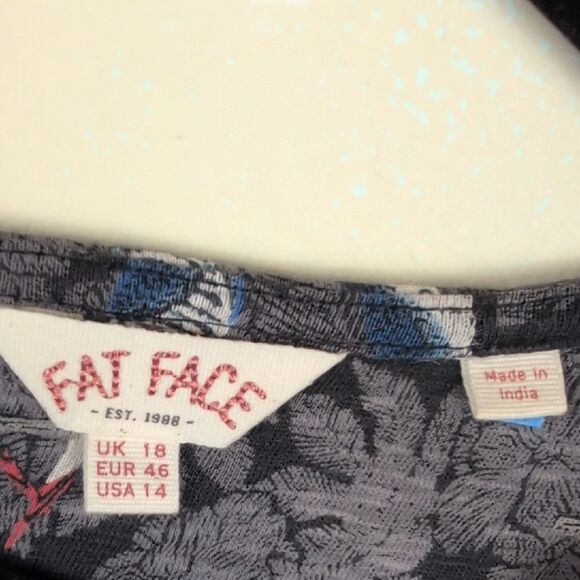 FAT FACE
- EST. 1988 -
UK 18
EUR 46
USA 14
Made in
India